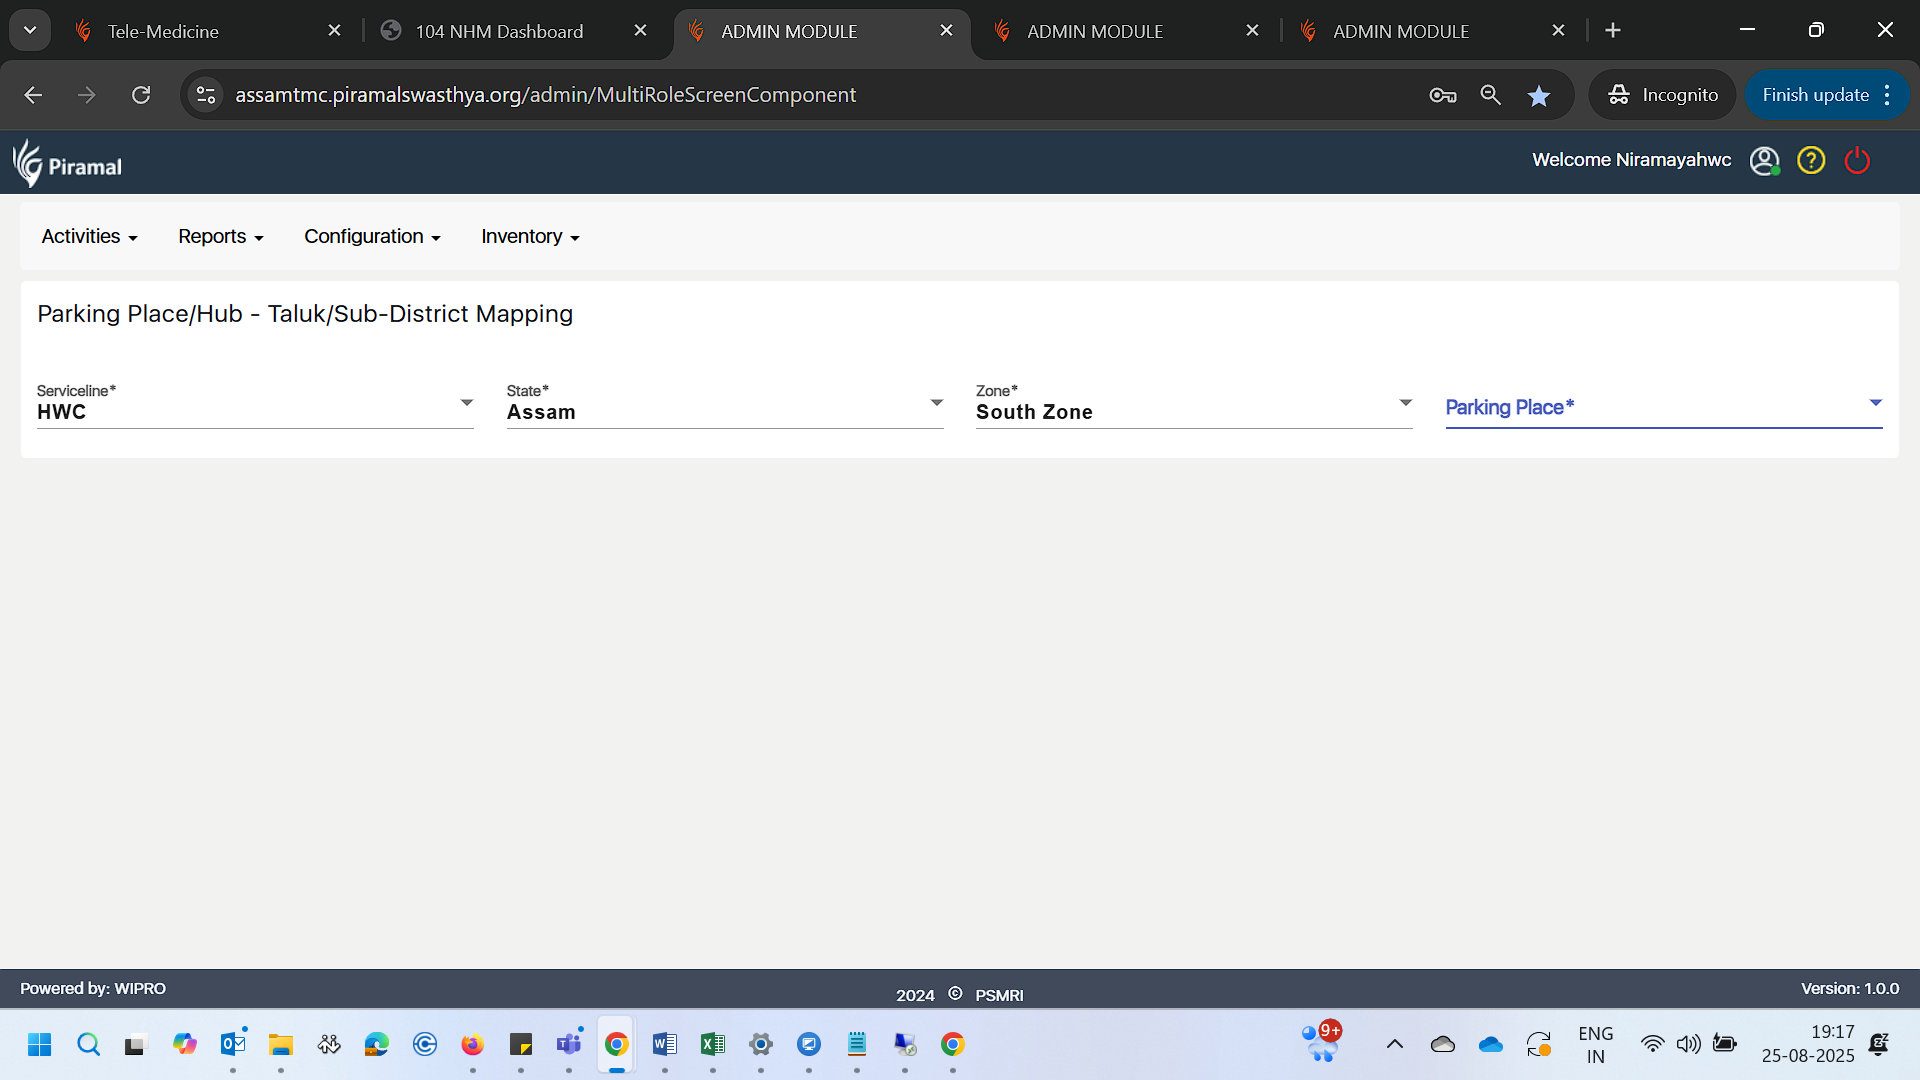 Tele-Medicine
104 NHM Dashboard
ADMIN MODULE
ADMIN MODULE
ADMIN MODULE
assamtmc.piramalswasthya.org/admin/MultiRoleScreenComponent
Incognito
Finish update
Piramal
Welcome Niramayahwc
Activities
Reports
Configuration
Inventory
Parking Place/Hub - Taluk/Sub-District Mapping
Serviceline*
HWC
State*
Assam
Zone*
South Zone
Parking Place*
Powered by: WIPRO
2024 © PSMRI
Version: 1.0.0
9+
ENG
IN
19:17
25-08-2025